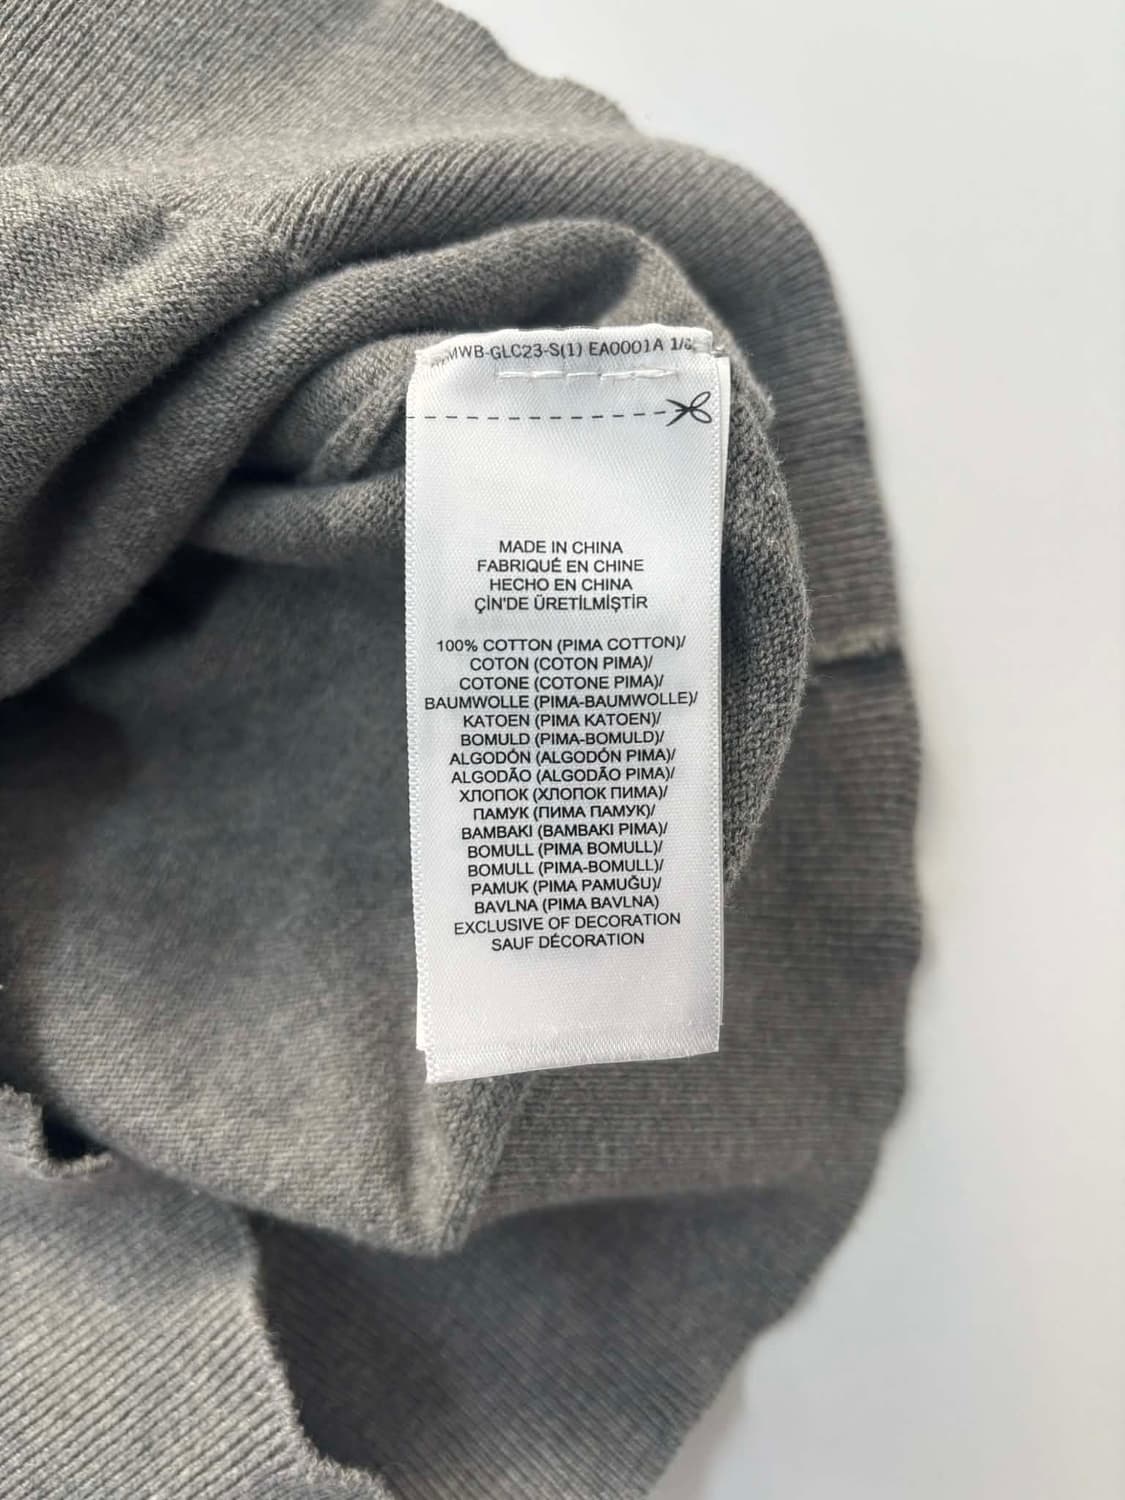 MWB-GLC23-S(1) EA0001A
MADE IN CHINA
FABRIQUÉ EN CHINE
HECHO EN CHINA
ÇİN'DE ÜRETİLMİŞTİR
100% COTTON (PIMA COTTON)/
COTON (COTON PIMA)/
COTONE (COTONE PIMA)/
BAUMWOLLE (PIMA-BAUMWOLLE)/
KATOEN (PIMA KATOEN)/
BOMULD (PIMA-BOMULD)/
ALGODÓN (ALGODÓN PIMA)/
ALGODÃO (ALGODÃO PIMA)/
ХЛОПОК (ХЛОПОК ПИМА)/
ПАМУК (ПИМА ПАМУК)/
ΒΑΜΒΑΚΙ (ΒΑΜΒΑΚΙ PIMA)/
BOMULL (PIMA BOMULL)/
BOMULL (PIMA-BOMULL)/
PAMUK (PIMA PAMUĞU)/
BAVLNA (PIMA BAVLNA)
EXCLUSIVE OF DECORATION
SAUF DÉCORATION